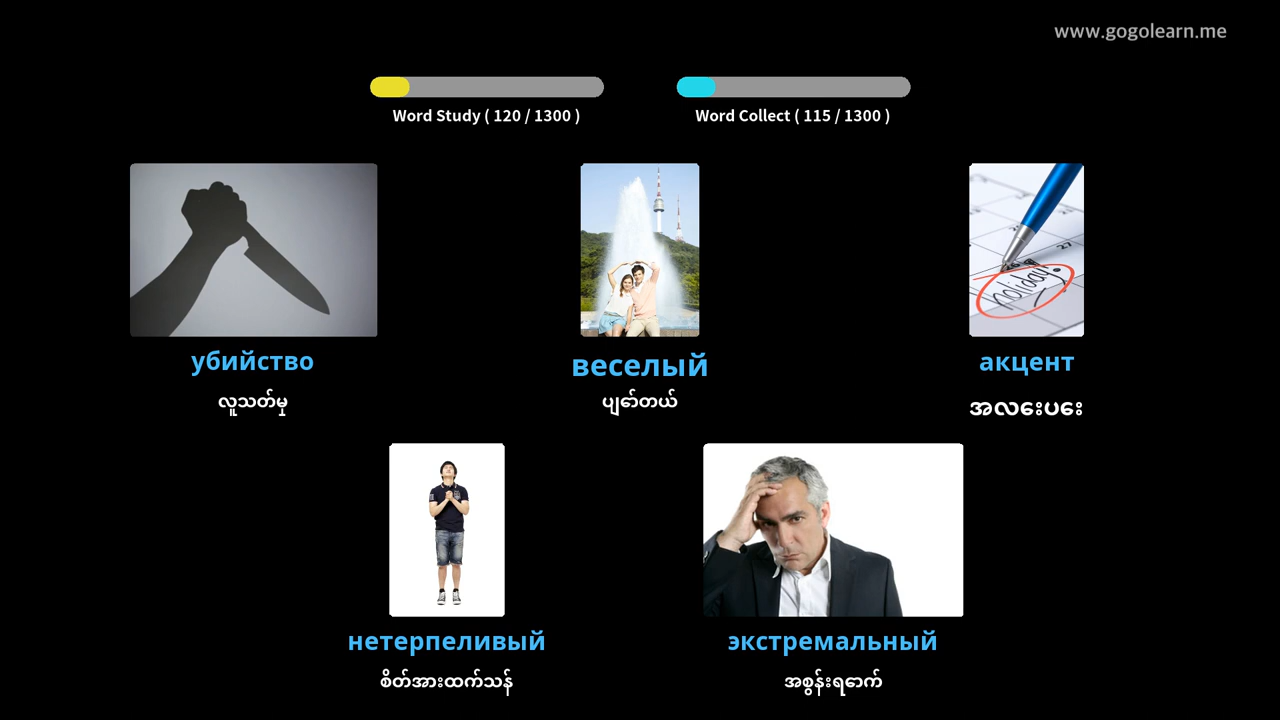 www.gogolearn.me
Word Study ( 120 / 1300 )
Word Collect ( 115 / 1300 )
holiday.
27
убийство
веселый
акцент
လူသတ်မှု
ပျော်တယ်
အလေးပေး
нетерпеливый
экстремальный
စိတ်အားထက်သန်
အစွန်းရောက်